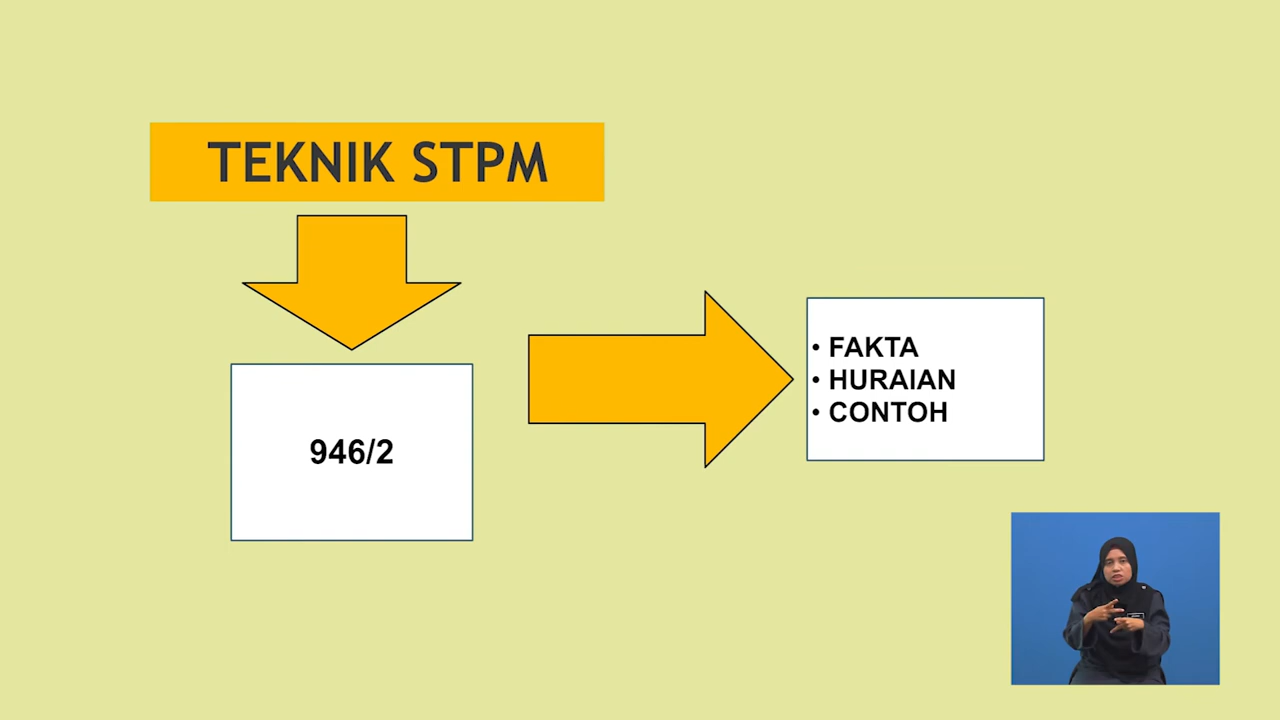 TEKNIK STPM
946/2
• FAKTA
• HURAIAN
• CONTOH